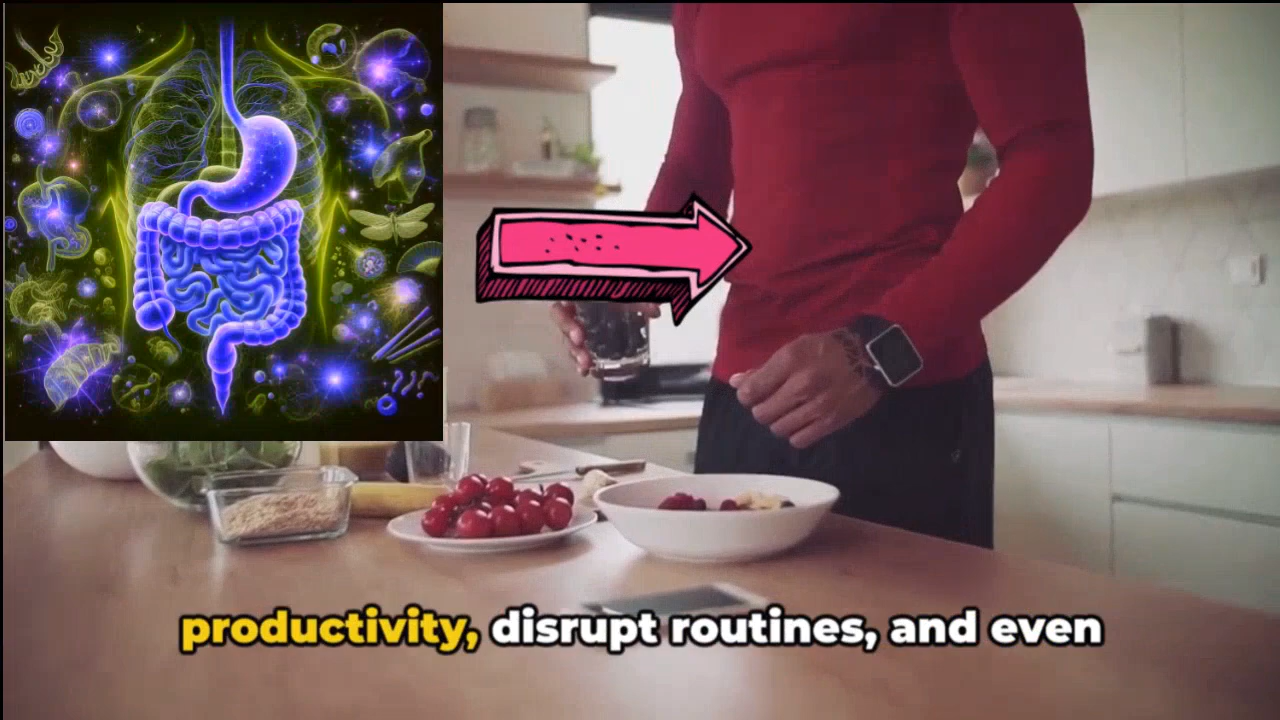 productivity, disrupt routines, and even